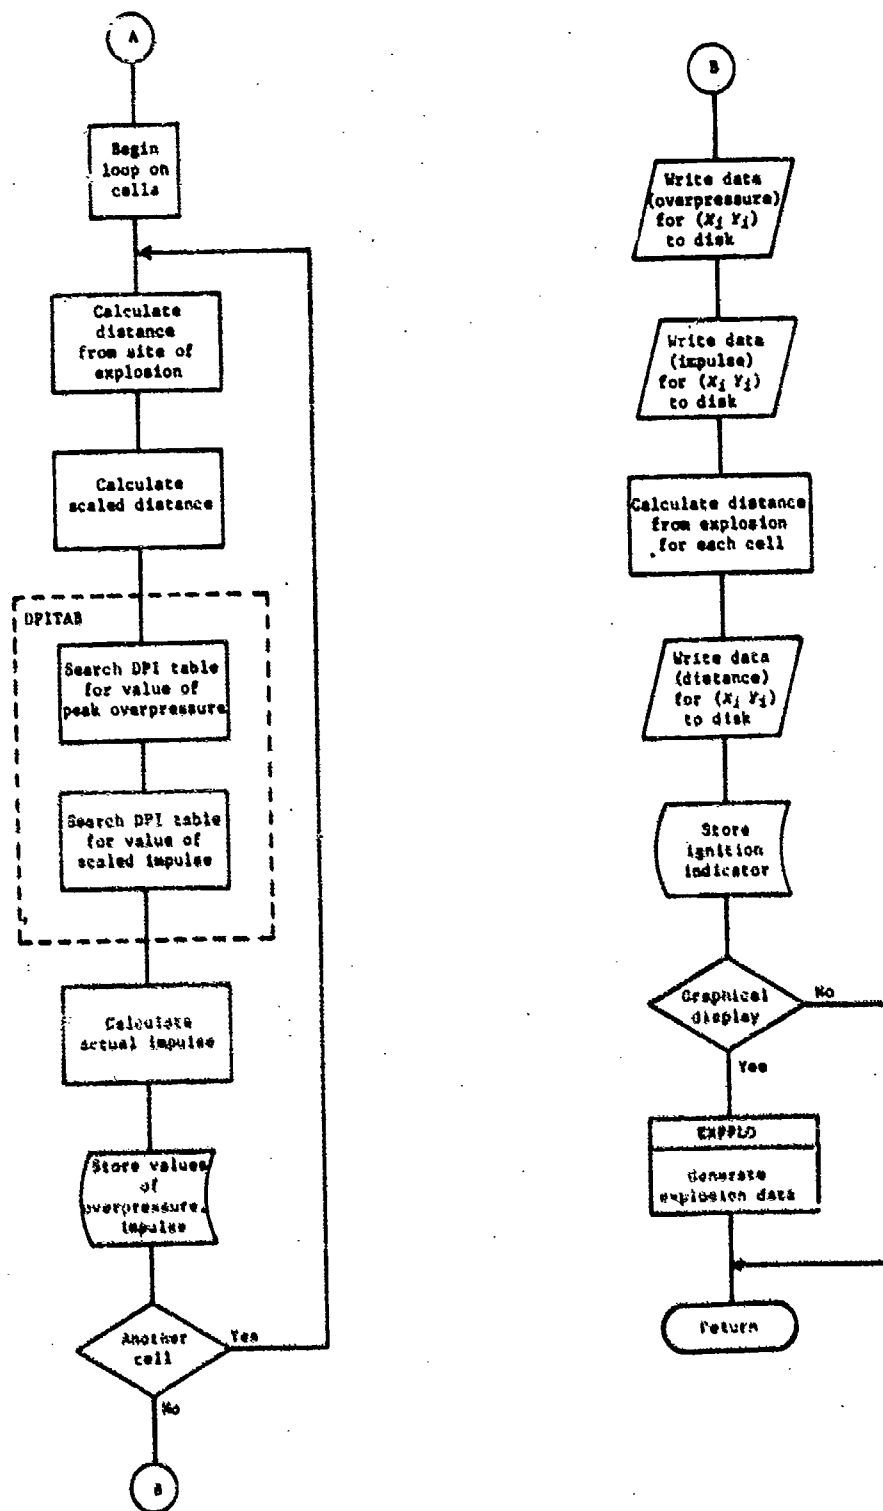 A
Begin
loop on
cells
Calculate
distance
from site of
explosion
Calculate
scaled distance
DPITAB
Search DPI table
for value of
peak overpressure
Search DPI table
for value of
scaled impulse
Calculate
actual impulse
Store values
of
overpressure,
impulse
Another
cell
Yes
No
B
B
Write data
(overpressure)
for (Xi Yi)
to disk
Write data
(impulse)
for (Xi Yi)
to disk
Calculate distance
from explosion
for each cell
Write data
(distance)
for (Xi Yi)
to disk
Store
ignition
indicator
Graphical
display
No
Yes
EXPPLO
Generate
explosion data
Return